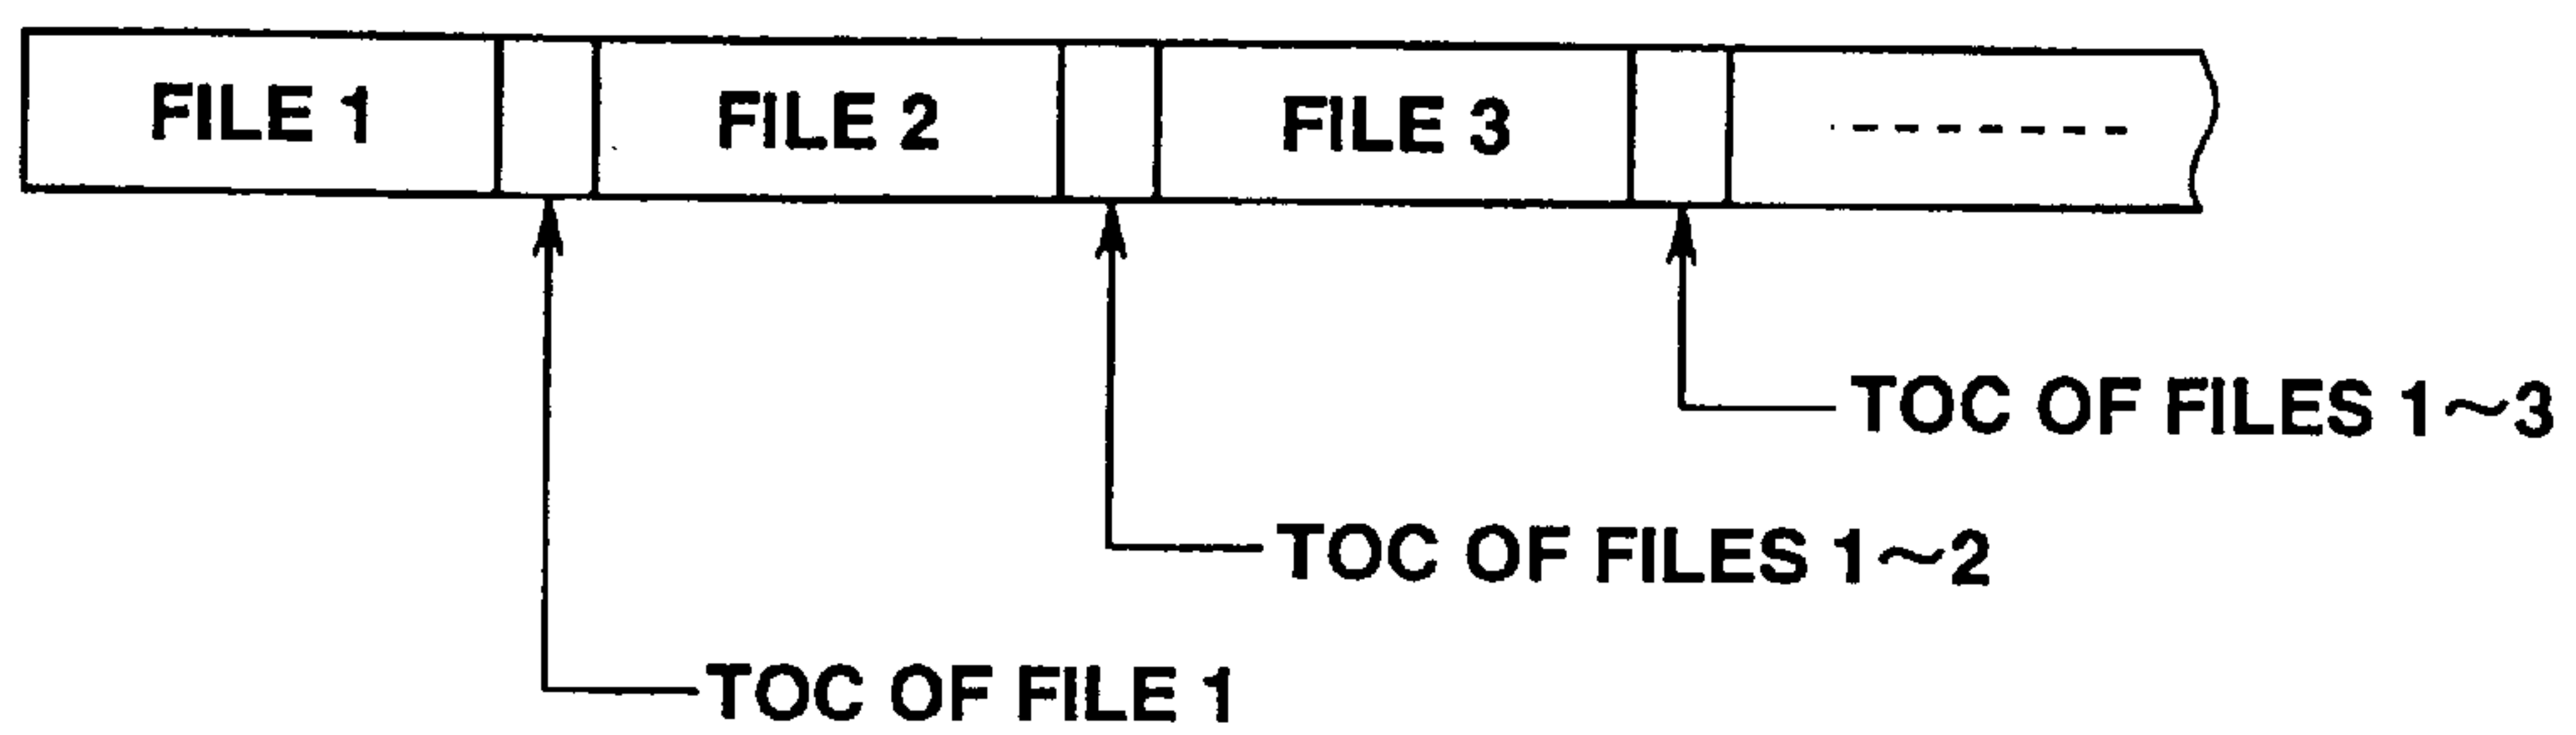 FILE 1 FILE 2 FILE 3 -------
TOC OF FILES 1~3
TOC OF FILES 1~2
TOC OF FILE 1